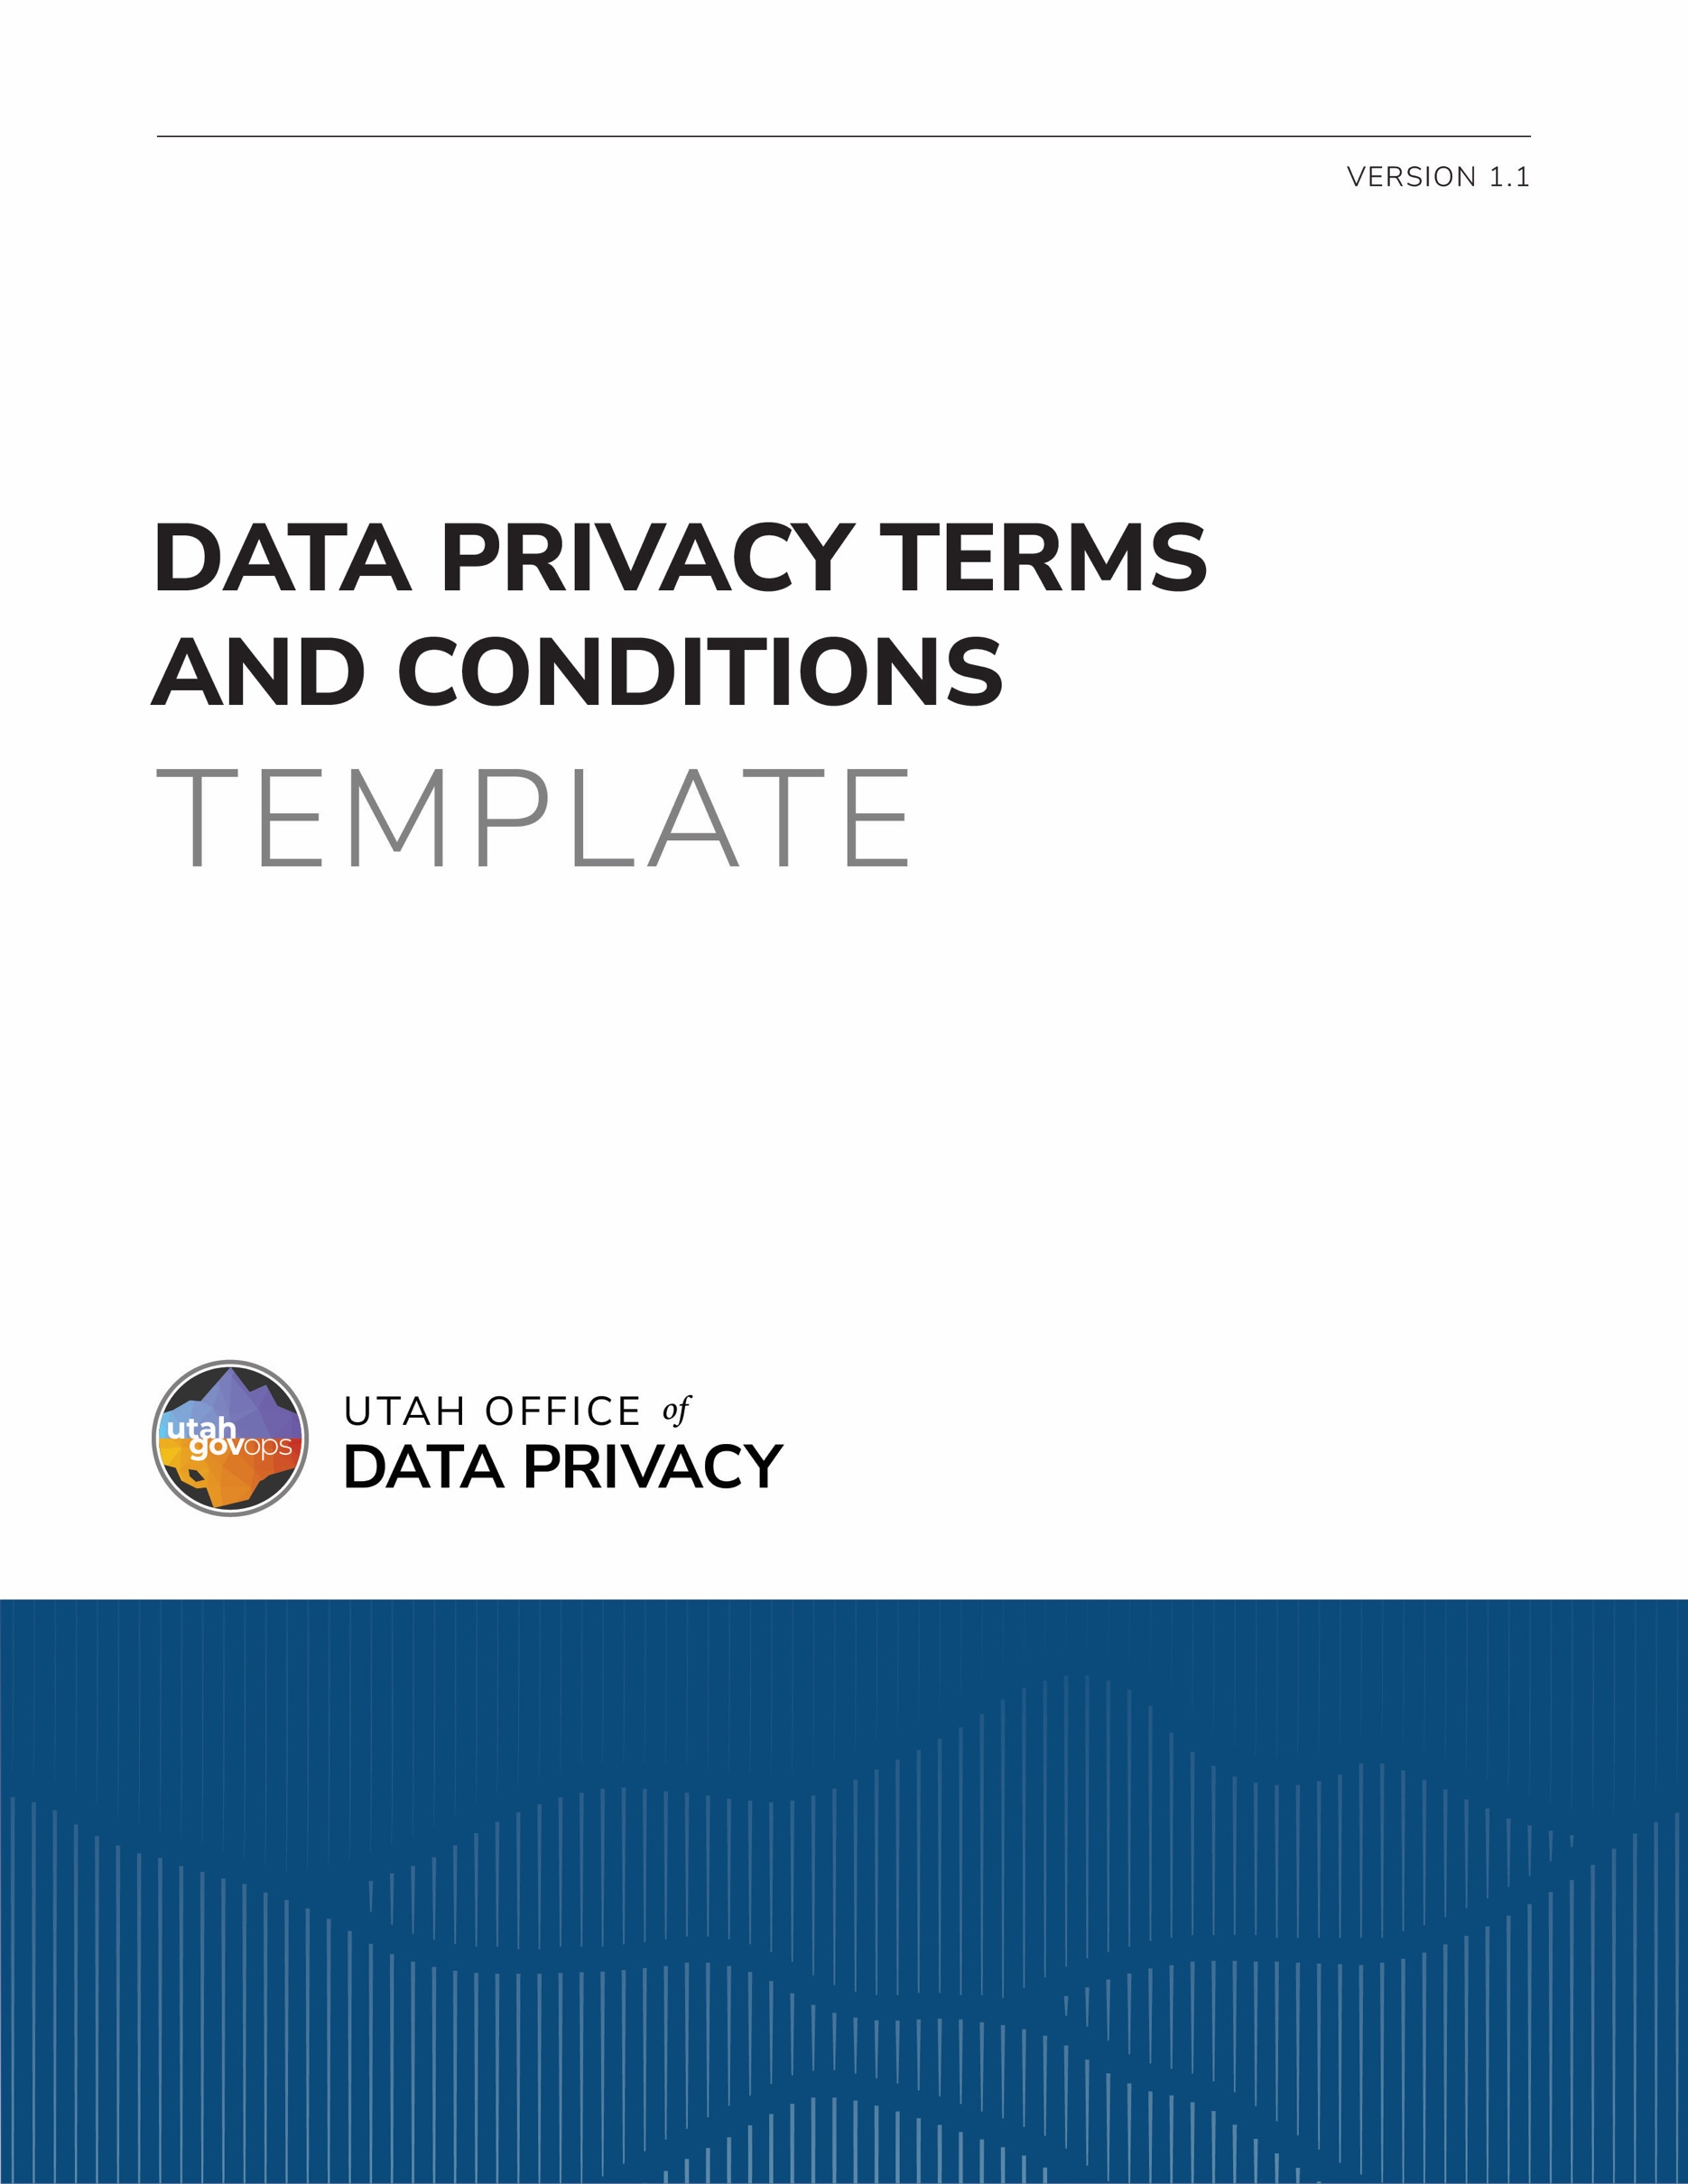 VERSION 1.1
DATA PRIVACY TERMS
AND CONDITIONS
TEMPLATE
utah
govops
UTAH OFFICE of
DATA PRIVACY